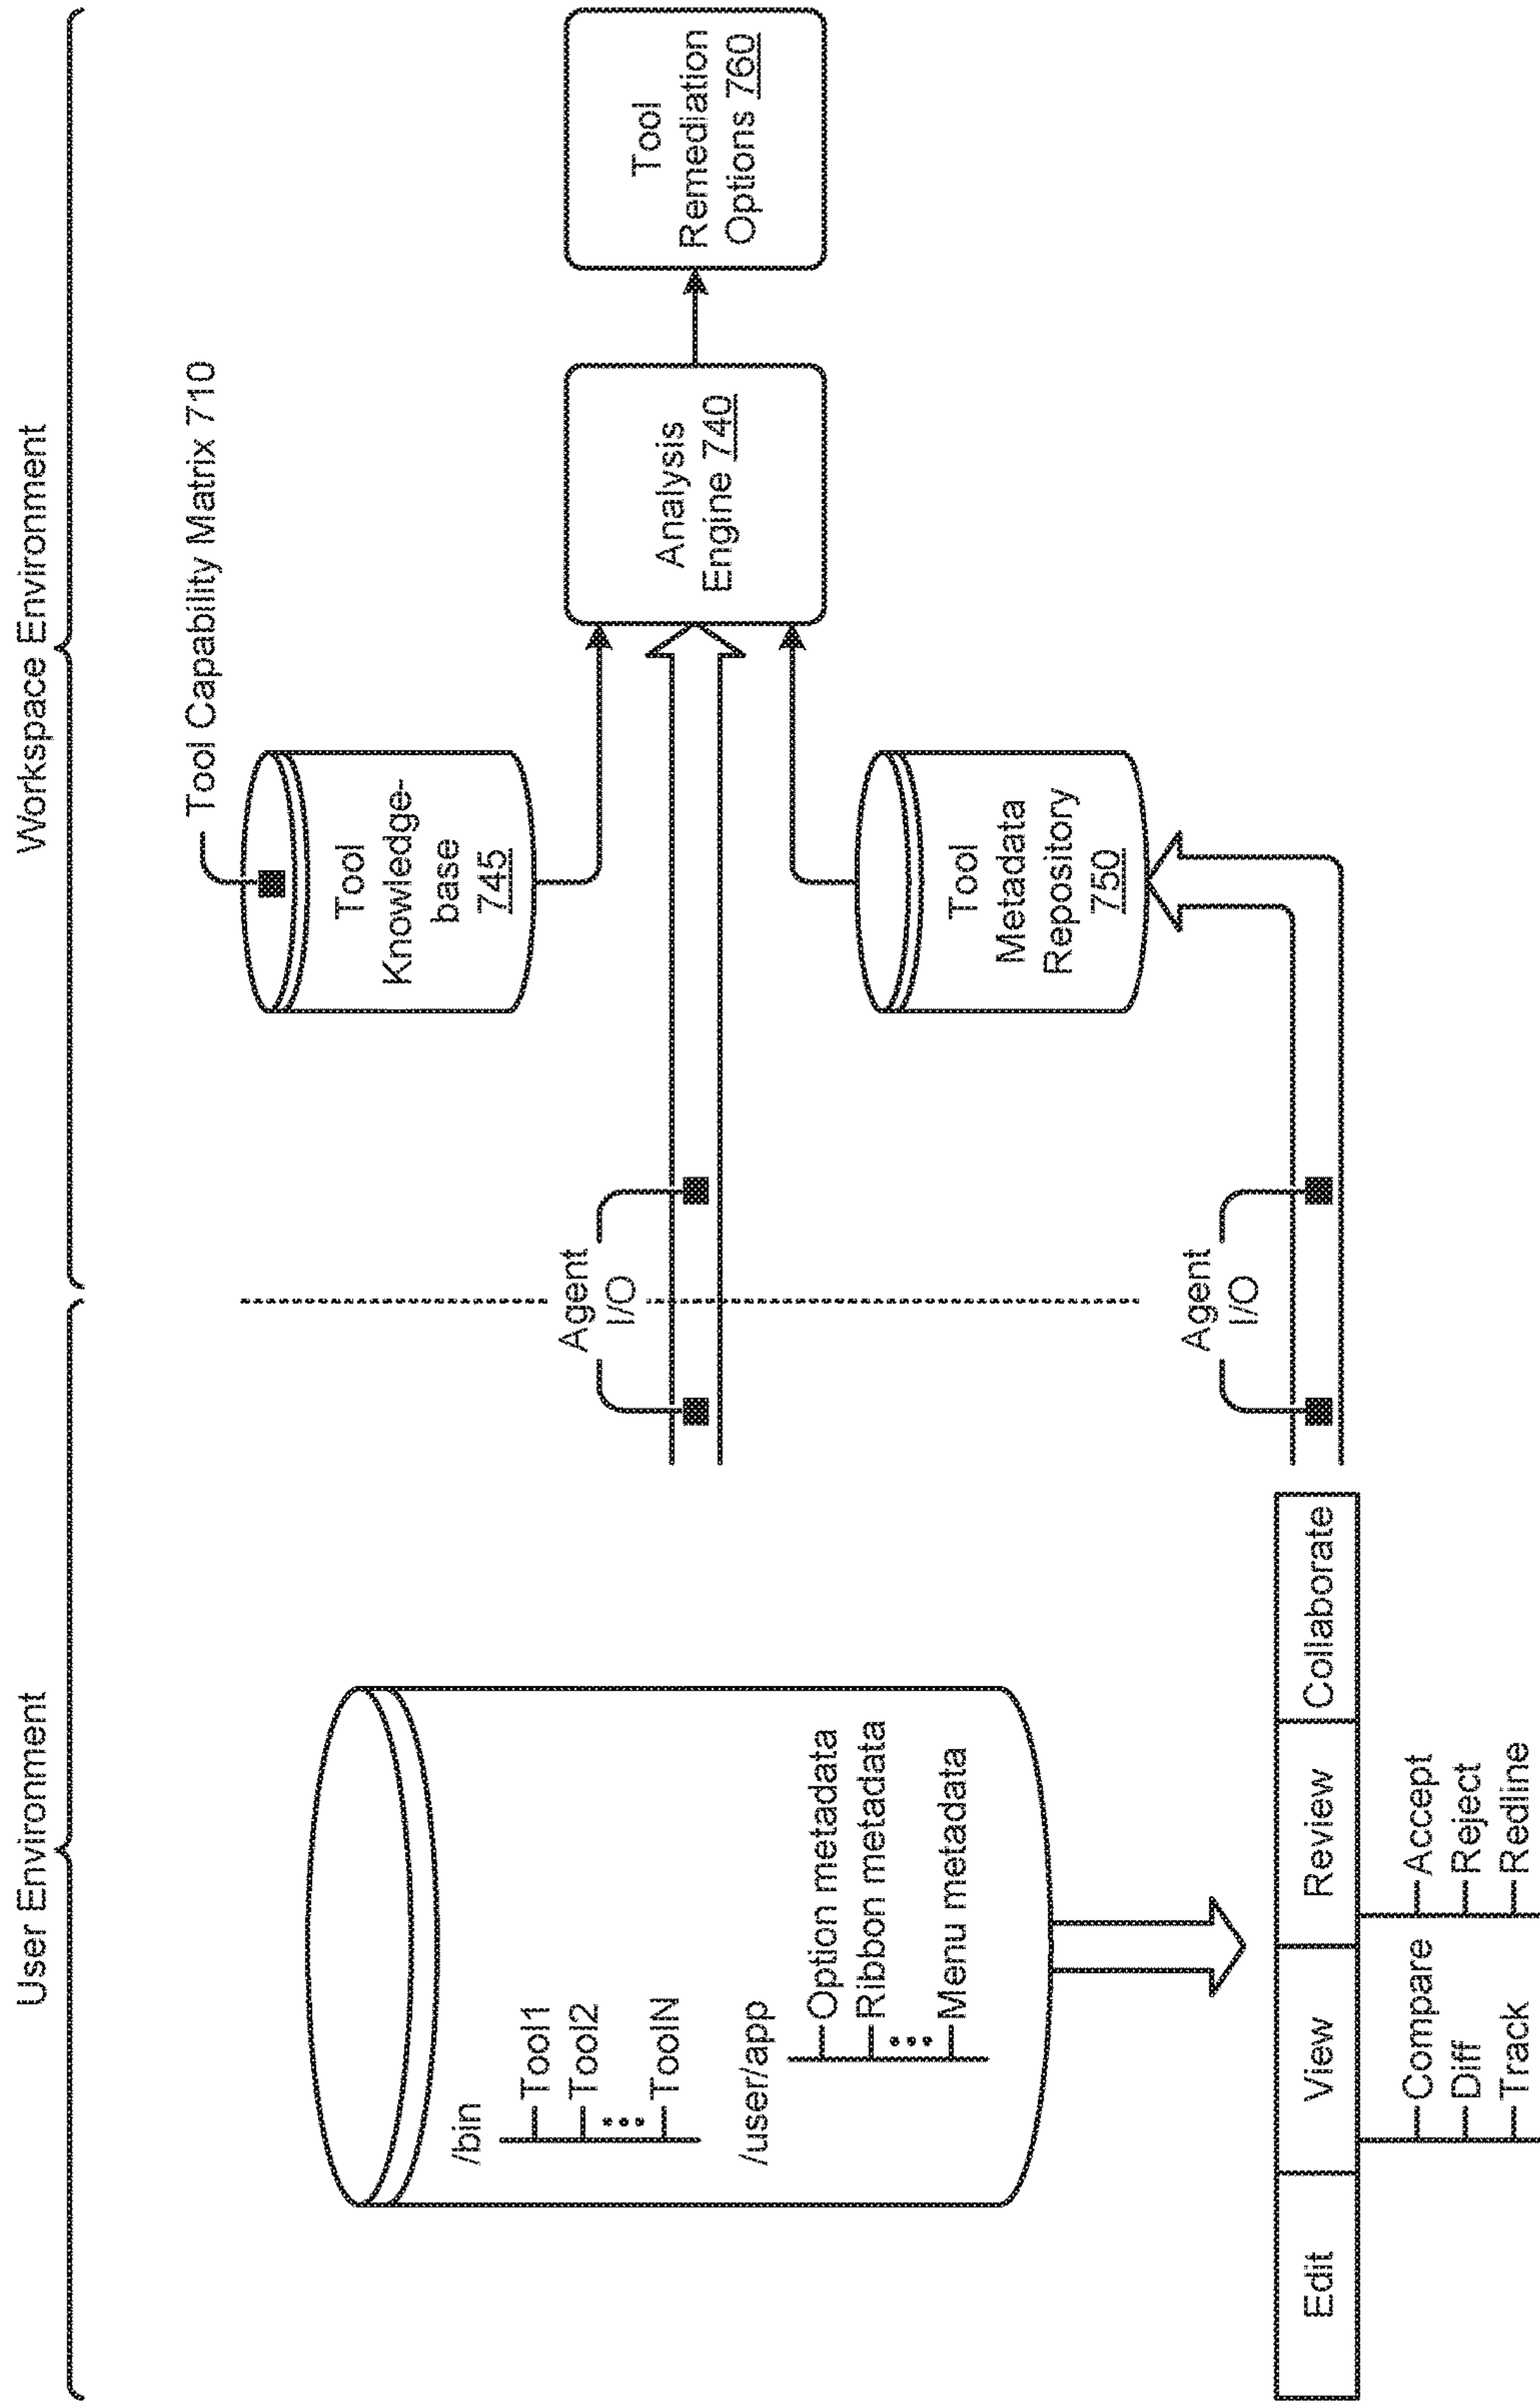 User Environment
Workspace Environment
/bin
Tool1
Tool2
ToolN
/user/app
Option metadata
Ribbon metadata
Menu metadata
Edit
View
Review
Collaborate
Compare
Diff
Track
Accept
Reject
Redline
Agent
I/O
Agent
I/O
Tool Capability Matrix 710
Tool
Knowledge-
base
745
Tool
Metadata
Repository
750
Analysis
Engine 740
Tool
Remediation
Options 760